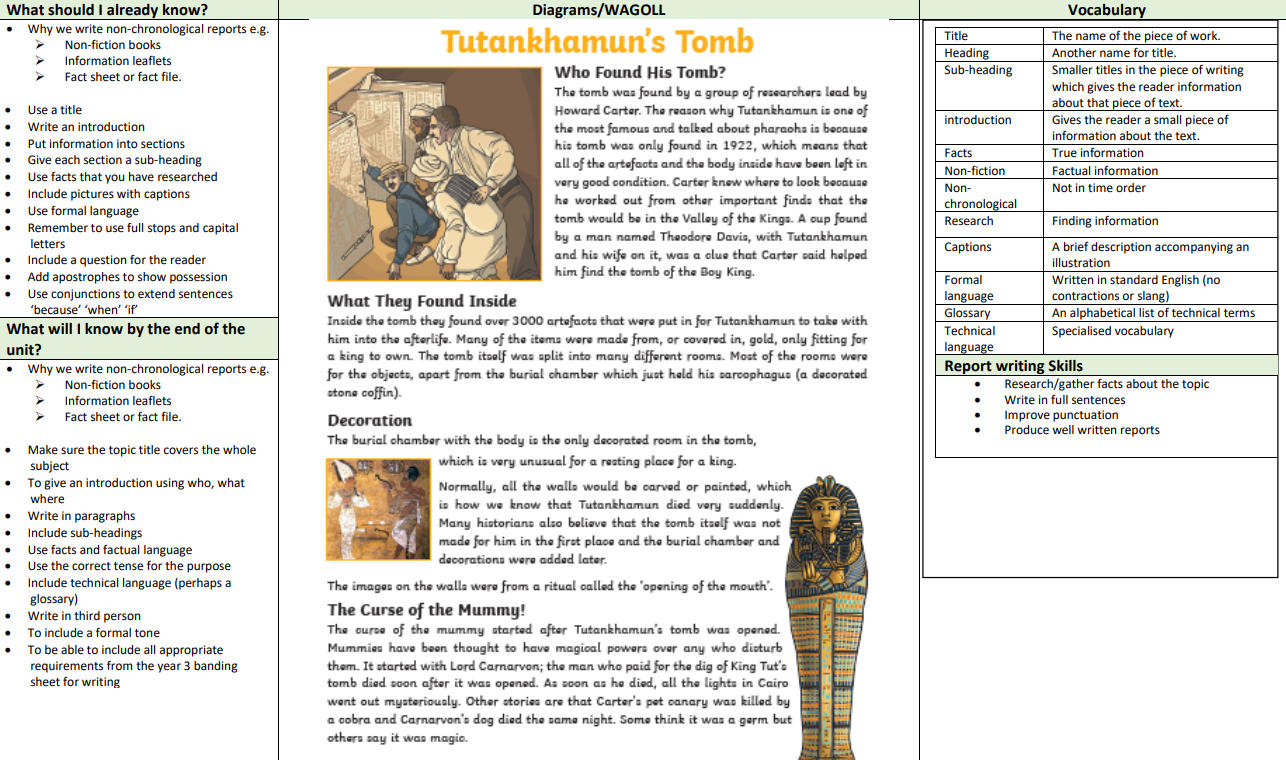 What should I already know?
• Why we write non-chronological reports e.g.
➢ Non-fiction books
➢ Information leaflets
➢ Fact sheet or fact file.
• Use a title
• Write an introduction
• Put information into sections
• Give each section a sub-heading
• Use facts that you have researched
• Include pictures with captions
• Use formal language
• Remember to use full stops and capital
letters
• Include a question for the reader
• Add apostrophes to show possession
• Use conjunctions to extend sentences
‘because’ ‘when’ ‘if’
What will I know by the end of the
unit?
• Why we write non-chronological reports e.g.
➢ Non-fiction books
➢ Information leaflets
➢ Fact sheet or fact file.
• Make sure the topic title covers the whole
subject
• To give an introduction using who, what
where
• Write in paragraphs
• Include sub-headings
• Use facts and factual language
• Use the correct tense for the purpose
• Include technical language (perhaps a
glossary)
• Write in third person
• To include a formal tone
• To be able to include all appropriate
requirements from the year 3 banding
sheet for writing
Diagrams/WAGOLL
Tutankhamun's Tomb
Who Found His Tomb?
The tomb was found by a group of researchers lead by
Howard Carter. The reason why Tutankhamun is one of
the most famous and talked about pharaohs is because
his tomb was only found in 1922, which means that
all of the artefacts and the body inside have been left in
very good condition. Carter knew where to look because
he worked out from other important finds that the
tomb would be in the Valley of the Kings. A cup found
by a man named Theodore Davis, with Tutankhamun
and his wife on it, was a clue that Carter said helped
him find the tomb of the Boy King.
What They Found Inside
Inside the tomb they found over 3000 artefacts that were put in for Tutankhamun to take with
him into the afterlife. Many of the items were made from, or covered in, gold, only fitting for
a king to own. The tomb itself was split into many different rooms. Most of the rooms were
for the objects, apart from the burial chamber which just held his sarcophagus (a decorated
stone coffin).
Decoration
The burial chamber with the body is the only decorated room in the tomb,
which is very unusual for a resting place for a king.
Normally, all the walls would be carved or painted, which
is how we know that Tutankhamun died very suddenly.
Many historians also believe that the tomb itself was not
made for him in the first place and the burial chamber and
decorations were added later.
The images on the walls were from a ritual called the 'opening of the mouth'.
The Curse of the Mummy!
The curse of the mummy started after Tutankhamun's tomb was opened.
Mummies have been thought to have magical powers over any who disturb
them. It started with Lord Carnarvon; the man who paid for the dig of King Tut's
tomb died soon after it was opened. As soon as he died, all the lights in Cairo
went out mysteriously. Other stories are that Carter's pet canary was killed by
a cobra and Carnarvon's dog died the same night. Some think it was a germ but
others say it was magic.
Vocabulary
Title The name of the piece of work.
Heading Another name for title.
Sub-heading Smaller titles in the piece of writing
which gives the reader information
about that piece of text.
introduction Gives the reader a small piece of
information about the text.
Facts True information
Non-fiction Factual information
Non- Not in time order
chronological
Research Finding information
Captions A brief description accompanying an
illustration
Formal Written in standard English (no
language contractions or slang)
Glossary An alphabetical list of technical terms
Technical Specialised vocabulary
language
Report writing Skills
• Research/gather facts about the topic
• Write in full sentences
• Improve punctuation
• Produce well written reports